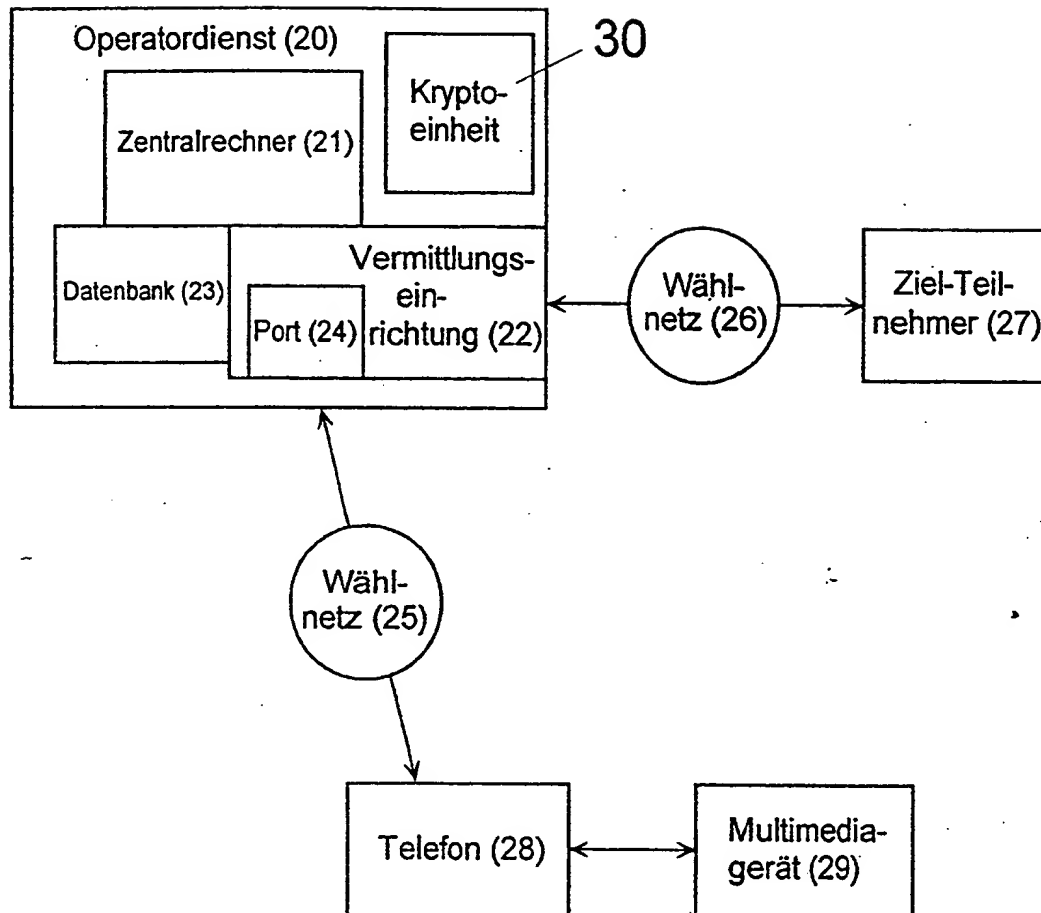 Operatordienst (20)
30
Krypto-
einheit
Zentralrechner (21)
Vermittlungs-
ein-
richtung (22)
Datenbank (23)
Port (24)
Wähl-
netz (26)
Ziel-Teil-
nehmer (27)
Wähl-
netz (25)
Telefon (28)
Multimedia-
gerät (29)